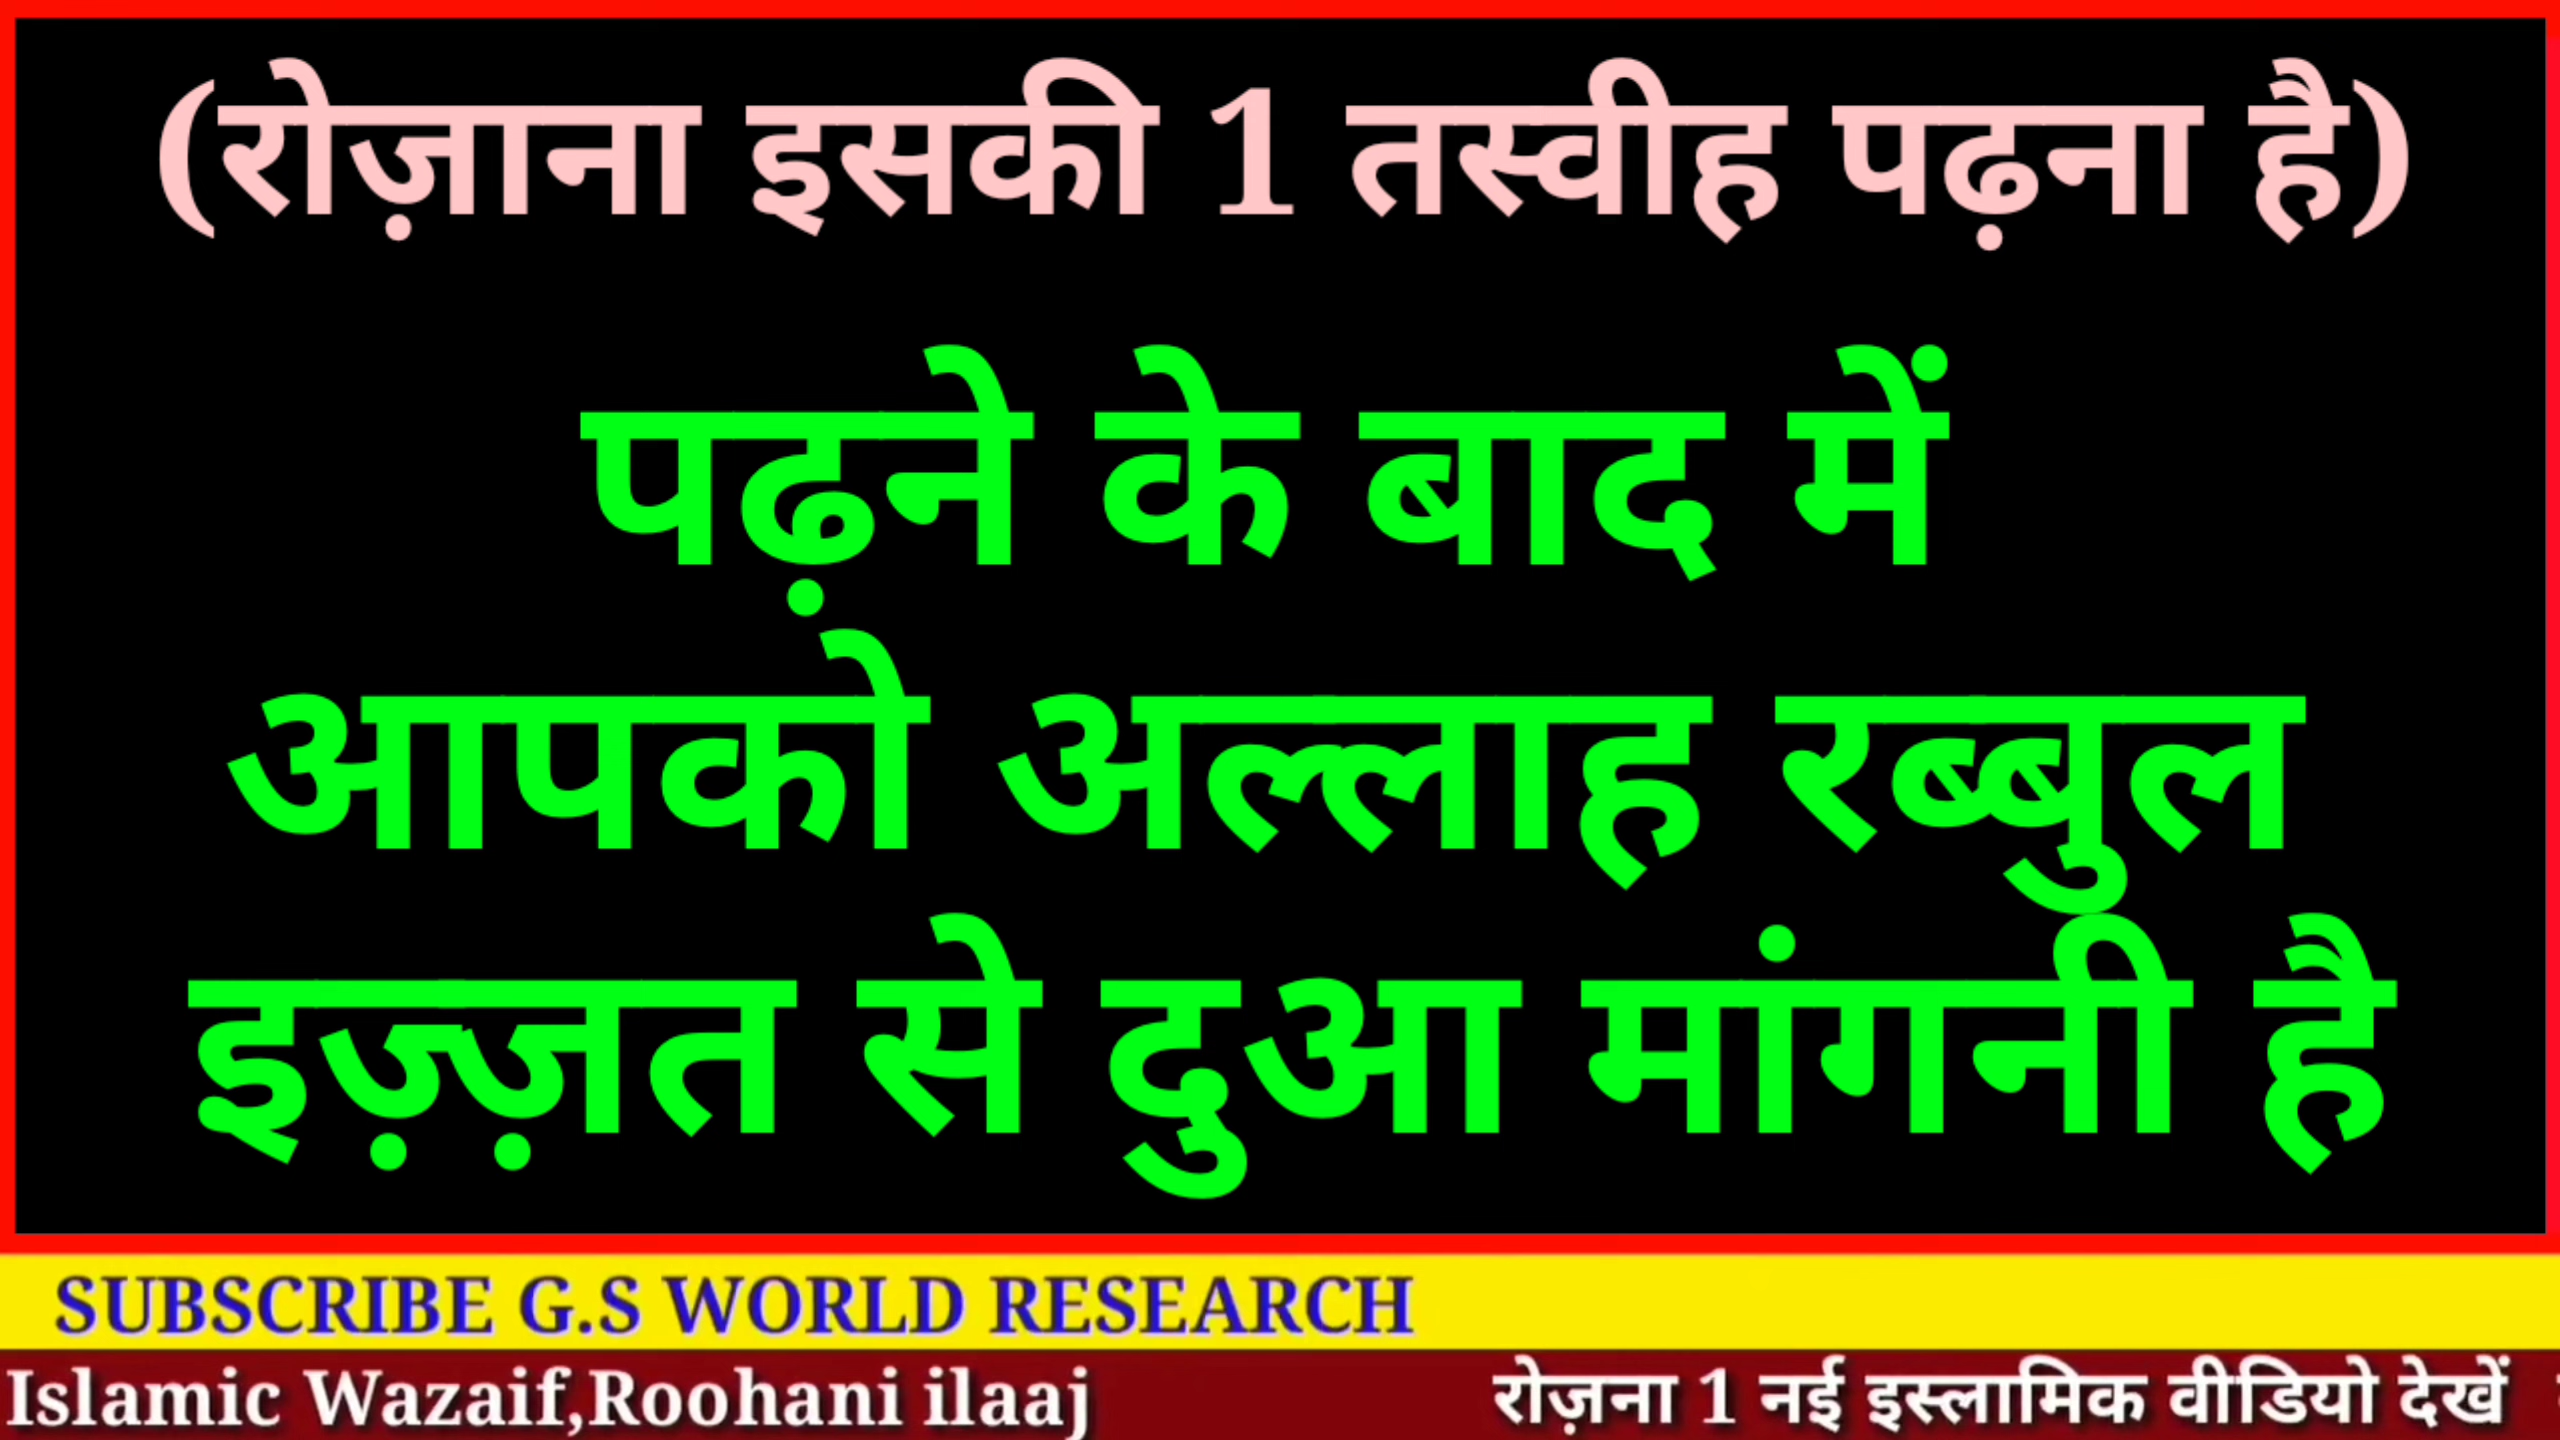 (रोज़ाना इसकी 1 तस्वीह पढ़ना है)
पढ़ने के बाद में
आपको अल्लाह रब्बुल
इज़्ज़त से दुआ मांगनी है
SUBSCRIBE G.S WORLD RESEARCH
Islamic Wazaif,Roohani ilaaj रोज़ना 1 नई इस्लामिक वीडियो देखें